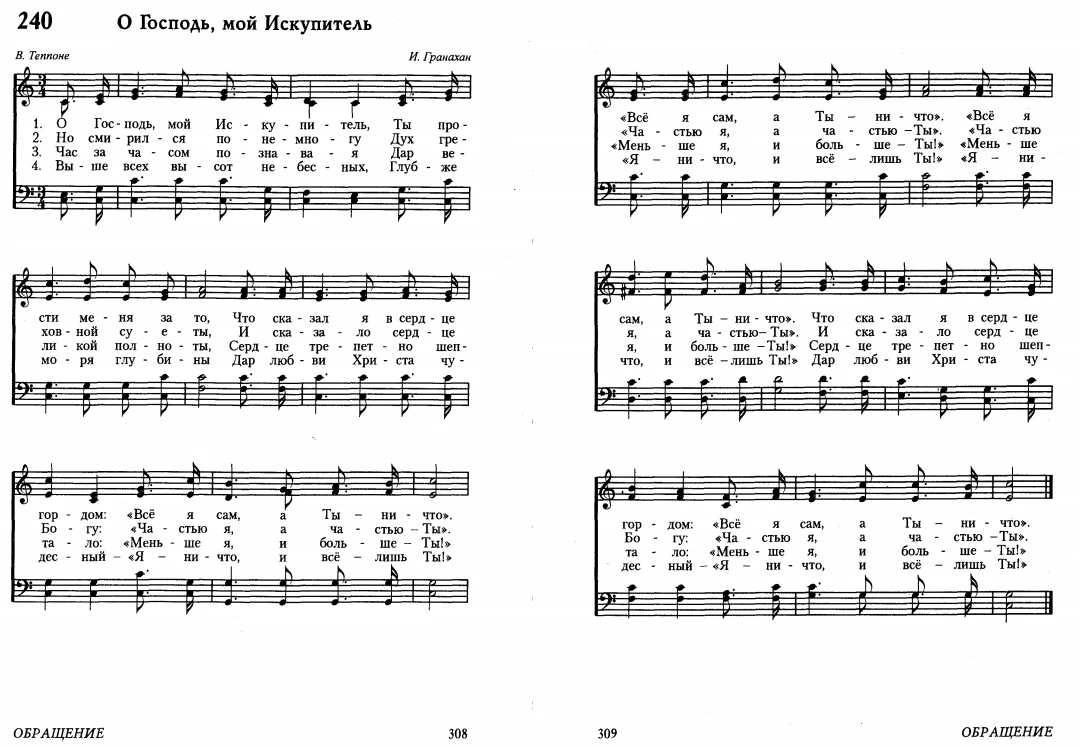 240 О Господь, мой Искупитель
В. Теппоне И. Гранахан
1. О Гос - подь, мой Ис - ку - пи - тель, Ты про -
2. Но сми - рил - ся по - не - мно - гу Дух гре -
3. Час за ча - сом по - зна - ва - я Дар ве -
4. Вы - ше всех вы - сот не - бес - ных, Глуб - же
сти ме - ня за то, Что ска - зал я в серд - це
хов - ной су - е - ты, И ска - за - ло серд - це
ли - кой пол - но - ты, Серд - це тре - пет - но шеп -
мо - ря глу - би - ны Дар люб - ви Хри - ста чу -
гор - дом: «Всё я сам, а Ты – ни - что».
Бо - гу: «Ча - стью я, а ча - стью – Ты».
та - ло: «Мень - ше я, и боль - ше – Ты!»
дес - ный – «Я – ни - что, и всё – лишь Ты!»
ОБРАЩЕНИЕ 308
«Всё я сам, а Ты – ни - что». «Всё я
«Ча - стью я, а ча - стью – Ты». «Ча - стью
«Мень - ше я, и боль - ше – Ты!» «Мень - ше
«Я – ни - что, и всё – лишь Ты!» «Я – ни -
сам, а Ты – ни - что». Что ска - зал я в серд - це
я, а ча - стью – Ты». И ска - за - ло серд - це
я, и боль - ше – Ты!» Серд - це тре - пет - но шеп -
что, и всё – лишь Ты!» Дар люб - ви Хри - ста чу -
гор - дом: «Всё я сам, а Ты – ни - что».
Бо - гу: «Ча - стью я, а ча - стью – Ты».
та - ло: «Мень - ше я, и боль - ше – Ты!»
дес - ный – «Я – ни - что, и всё – лишь Ты!»
309 ОБРАЩЕНИЕ